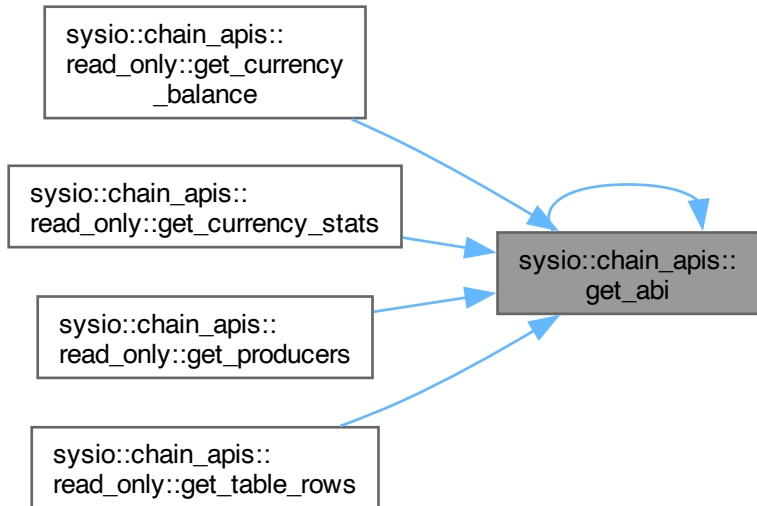 sysio::chain_apis::
read_only::get_currency
_balance
sysio::chain_apis::
read_only::get_currency_stats
sysio::chain_apis::
get_abi
sysio::chain_apis::
read_only::get_producers
sysio::chain_apis::
read_only::get_table_rows